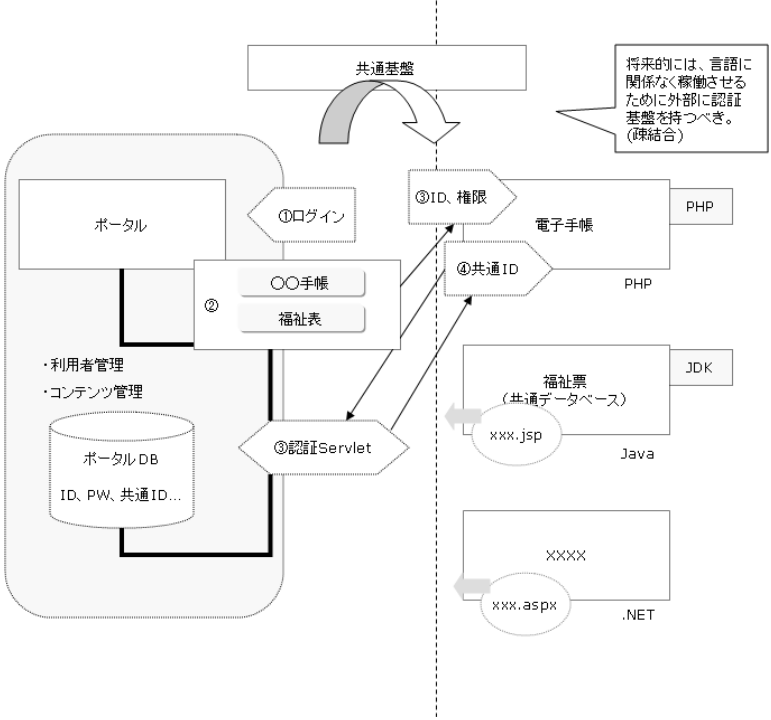 共通基盤
将来的には、言語に
関係なく稼働させる
ために外部に認証
基盤を持つべき。
(疎結合)
ポータル
①ログイン
③ID、権限
電子手帳
PHP
④共通ID
PHP
②
○○手帳
福祉表
・利用者管理
・コンテンツ管理
福祉票
(共通データベース)
JDK
xxx.jsp
Java
③認証Servlet
ポータルDB
ID、PW、共通ID...
xxxx
xxx.aspx
.NET